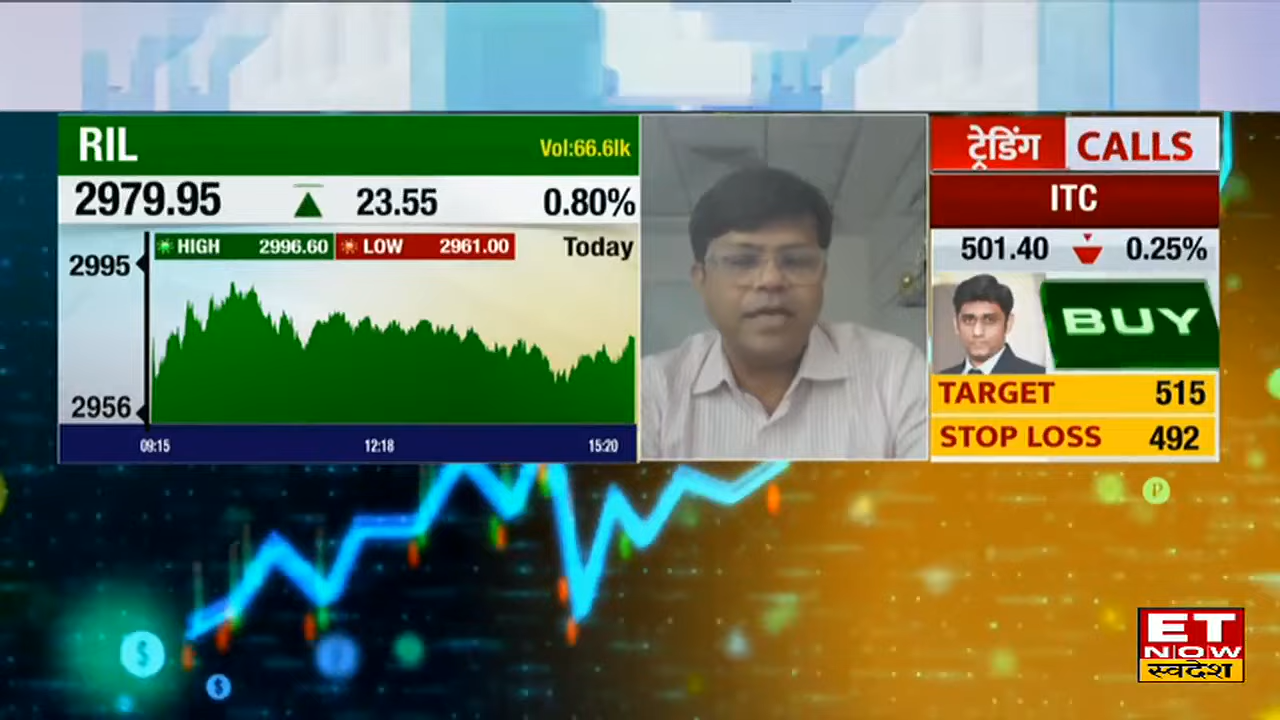 RIL
Vol:66.6lk
2979.95 23.55 0.80%
HIGH 2996.60 LOW 2961.00 Today
2995
2956
09:15 12:18 15:20
ट्रेडिंग CALLS
ITC
501.40 0.25%
BUY
TARGET 515
STOP LOSS 492
ET
NOW
स्वदेश